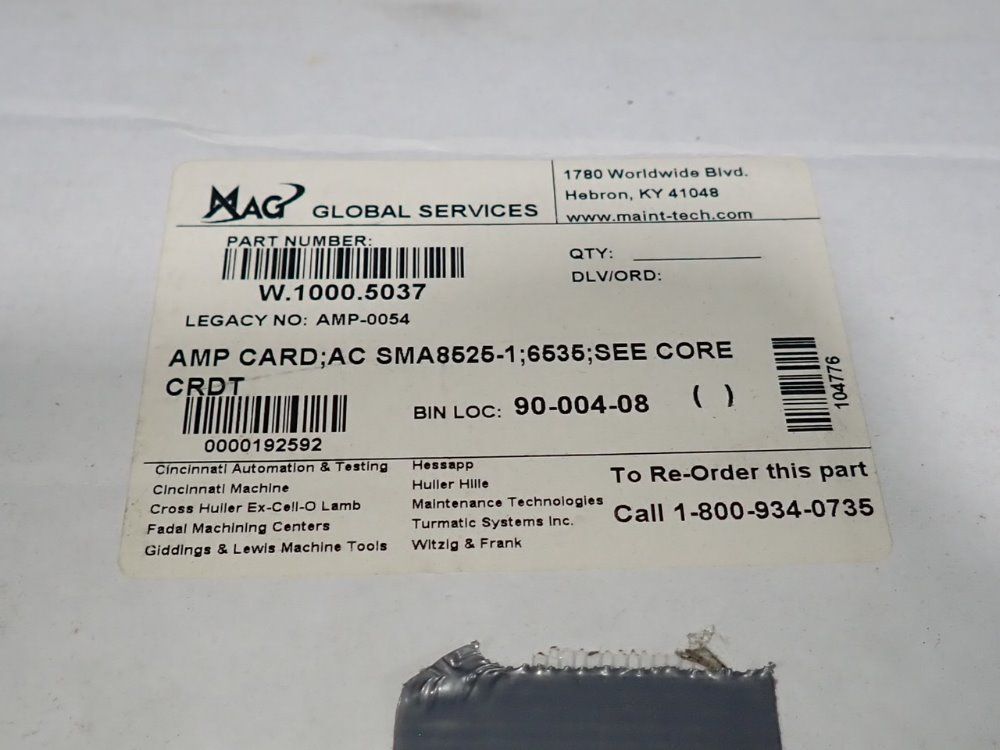 MAG GLOBAL SERVICES
1780 Worldwide Blvd.
Hebron, KY 41048
www.maint-tech.com
PART NUMBER:
W.1000.5037
LEGACY NO: AMP-0054
QTY:
DLV/ORD:
AMP CARD;AC SMA8525-1;6535;SEE CORE
CRDT
0000192592
BIN LOC: 90-004-08 ( )
104776
Cincinnati Automation & Testing
Cincinnati Machine
Cross Huller Ex-Cell-O Lamb
Fadal Machining Centers
Giddings & Lewis Machine Tools
Hessapp
Huller Hille
Maintenance Technologies
Turmatic Systems Inc.
Witzig & Frank
To Re-Order this part
Call 1-800-934-0735